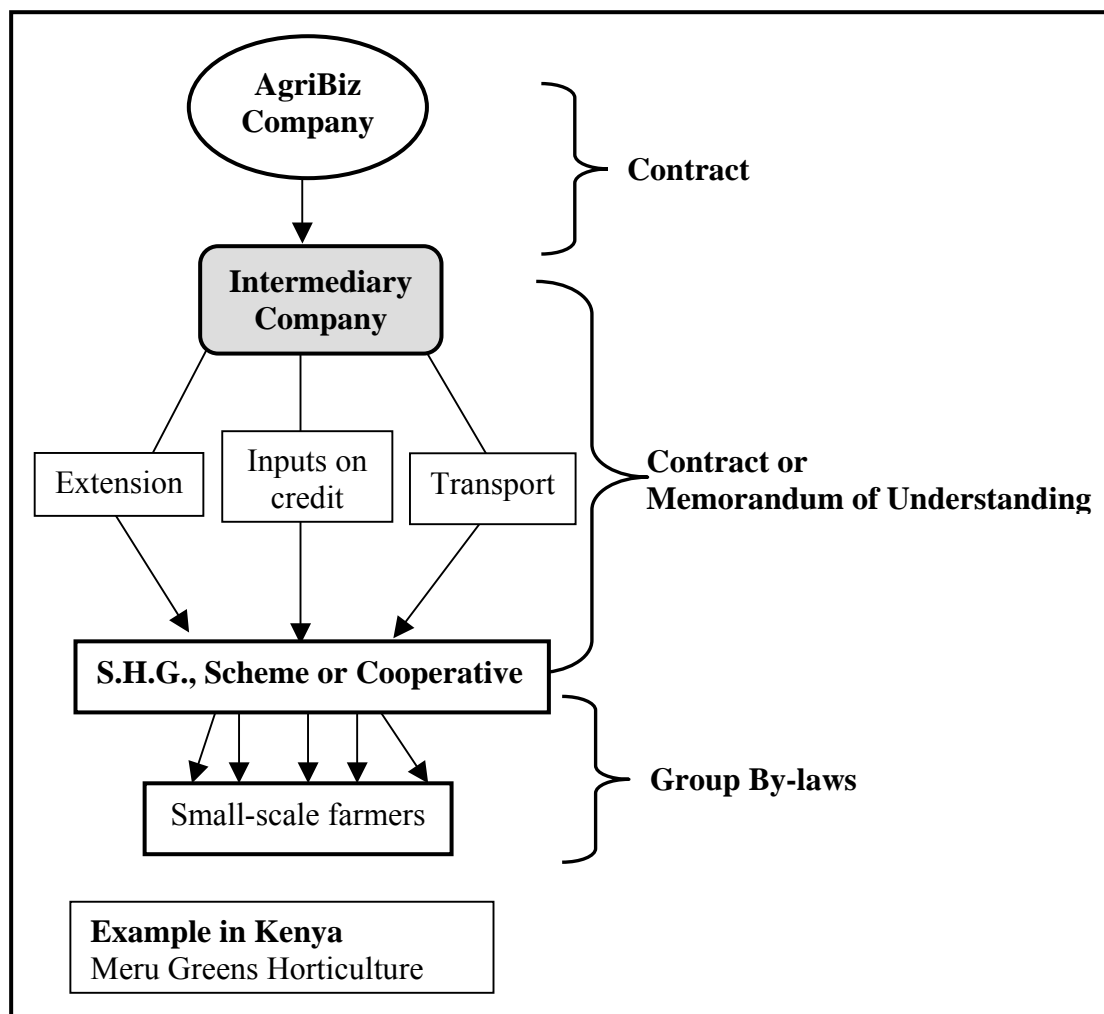 AgriBiz
Company
Contract
Intermediary
Company
Extension
Inputs on
credit
Transport
Contract or
Memorandum of Understanding
S.H.G., Scheme or Cooperative
Group By-laws
Small-scale farmers
Example in Kenya
Meru Greens Horticulture